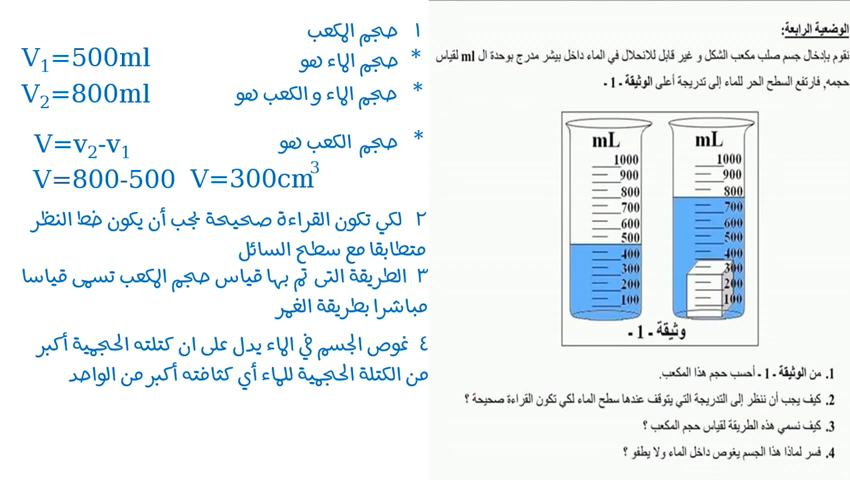 الوضعية الرابعة:
نقوم بإدخال جسم صلب مكعب الشكل و غير قابل للانحلال في الماء داخل بيشر مدرج بوحدة ال ml لقياس
حجمه, فارتفع السطح الحر للماء إلى تدريجة أعلى الوثيقة - 1 -
mL
1000
900
800
700
600
500
400
300
200
100
mL
1000
900
800
700
600
500
400
300
200
100
وثيقة - 1 -
1. من الوثيقة - 1 - أحسب حجم هذا المكعب.
2. كيف يجب أن ننظر إلى التدريجة التي يتوقف عندها سطح الماء لكي تكون القراءة صحيحة ؟
3. كيف نسمي هذه الطريقة لقياس حجم المكعب ؟
4. فسر لماذا هذا الجسم يغوص داخل الماء ولا يطفو ؟
١ حجم المكعب
* حجم الماء هو V₁=500ml
* حجم الماء و الكعب هو V₂=800ml
* حجم الكعب هو V=v₂-v₁
V=800-500 V=300cm³
٢ لكي تكون القراءة صحيحة يجب أن يكون خط النظر
متطابقا مع سطح السائل
٣ الطريقة التى تم بها قياس حجم المكعب تسمى قياسا
مباشرا بطريقة الغمر
٤ غوص الجسم في الماء يدل على ان كتلته الحجمية أكبر
من الكتلة الحجمية للماء أي كثافته أكبر من الواحد